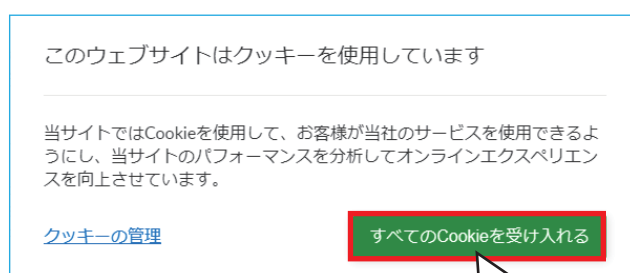 このウェブサイトはクッキーを使用しています
当サイトではCookieを使用して、お客様が当社のサービスを使用できるよ
うにし、当サイトのパフォーマンスを分析してオンラインエクスペリエン
スを向上させています。
クッキーの管理
すべてのCookieを受け入れる